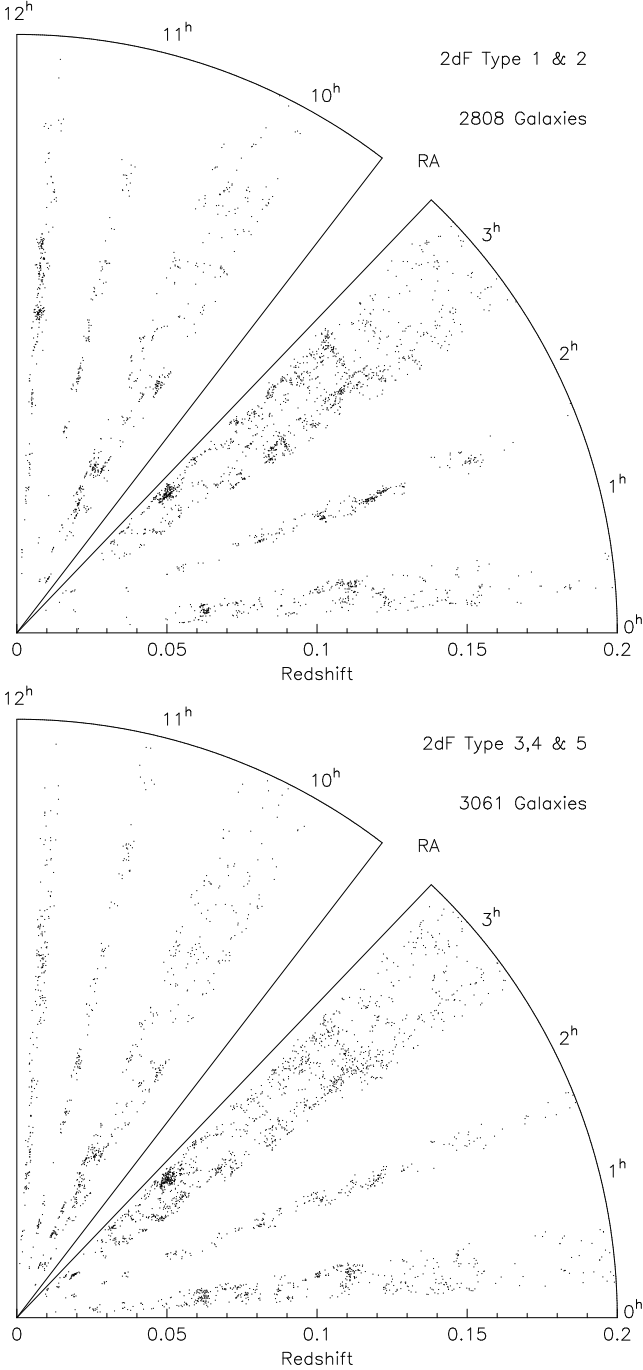 12h
11h
10h
2dF Type 1 & 2
2808 Galaxies
RA
3h
2h
1h
0h
0 0.05 0.1 0.15 0.2
Redshift
12h
11h
10h
2dF Type 3,4 & 5
3061 Galaxies
RA
3h
2h
1h
0h
0 0.05 0.1 0.15 0.2
Redshift